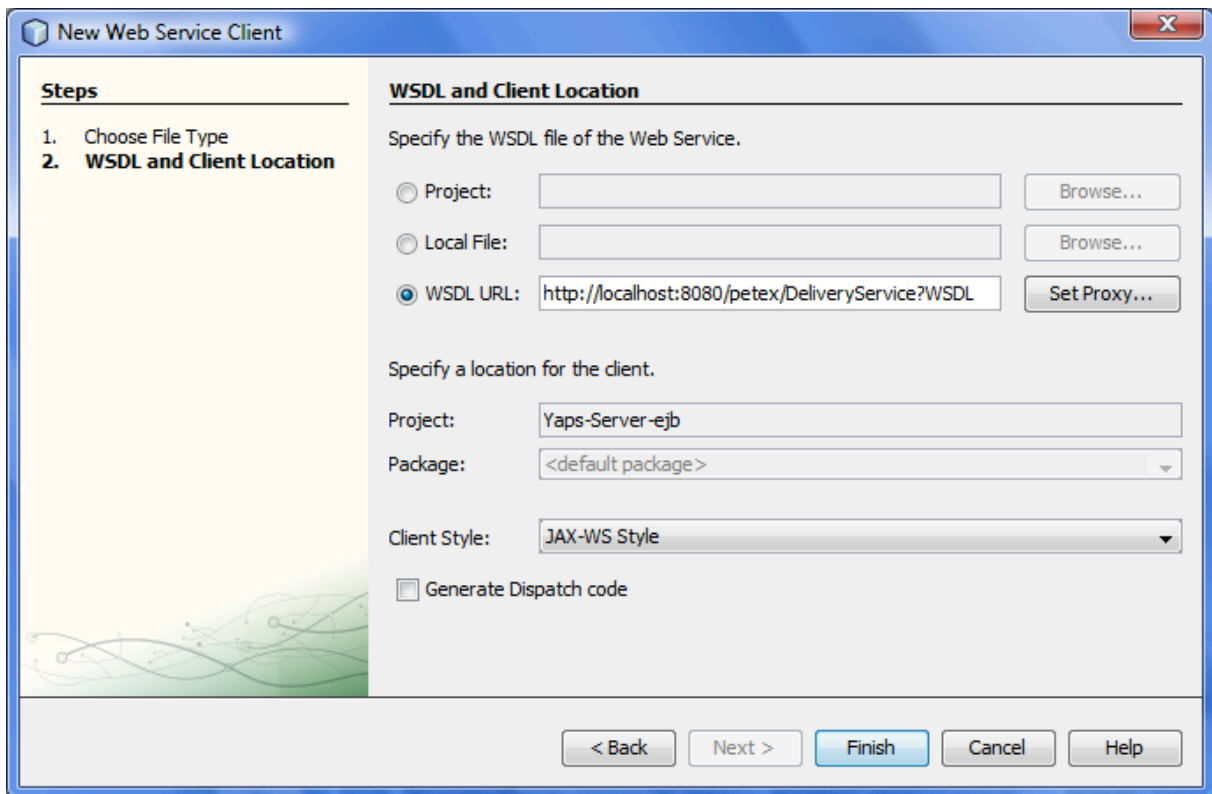 New Web Service Client
Steps
1. Choose File Type
2. WSDL and Client Location
WSDL and Client Location
Specify the WSDL file of the Web Service.
Project: Browse...
Local File: Browse...
WSDL URL: http://localhost:8080/petex/DeliveryService?WSDL Set Proxy...
Specify a location for the client.
Project: Yaps-Server-ejb
Package: <default package>
Client Style: JAX-WS Style
Generate Dispatch code
< Back Next > Finish Cancel Help